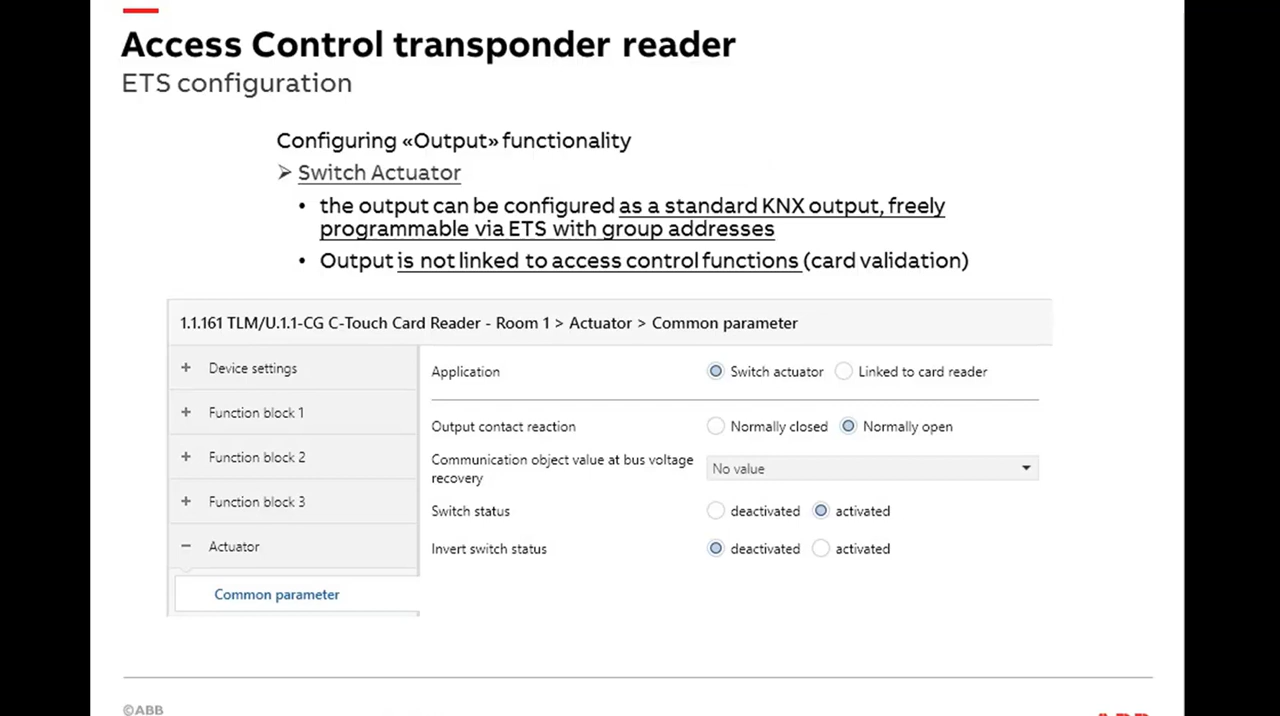 Access Control transponder reader
ETS configuration
Configuring «Output» functionality
➢ Switch Actuator
• the output can be configured as a standard KNX output, freely
programmable via ETS with group addresses
• Output is not linked to access control functions (card validation)
1.1.161 TLM/U.1.1-CG C-Touch Card Reader - Room 1 > Actuator > Common parameter
+ Device settings
+ Function block 1
+ Function block 2
+ Function block 3
− Actuator
Common parameter
Application Switch actuator Linked to card reader
Output contact reaction Normally closed Normally open
Communication object value at bus voltage
recovery No value
Switch status deactivated activated
Invert switch status deactivated activated
©ABB
ABB